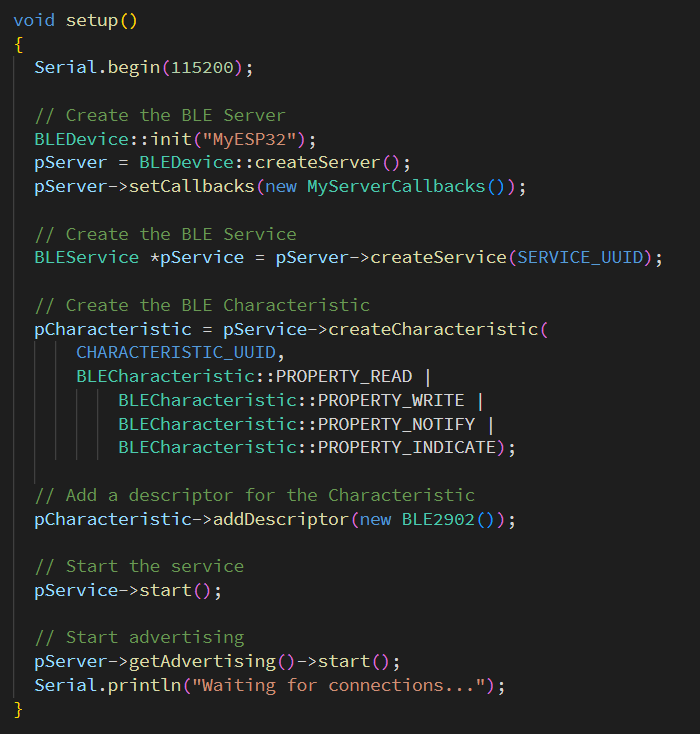 void setup()
{
  Serial.begin(115200);

  // Create the BLE Server
  BLEDevice::init("MyESP32");
  pServer = BLEDevice::createServer();
  pServer->setCallbacks(new MyServerCallbacks());

  // Create the BLE Service
  BLEService *pService = pServer->createService(SERVICE_UUID);

  // Create the BLE Characteristic
  pCharacteristic = pService->createCharacteristic(
      CHARACTERISTIC_UUID,
      BLECharacteristic::PROPERTY_READ |
          BLECharacteristic::PROPERTY_WRITE |
          BLECharacteristic::PROPERTY_NOTIFY |
          BLECharacteristic::PROPERTY_INDICATE);

  // Add a descriptor for the Characteristic
  pCharacteristic->addDescriptor(new BLE2902());

  // Start the service
  pService->start();

  // Start advertising
  pServer->getAdvertising()->start();
  Serial.println("Waiting for connections...");
}